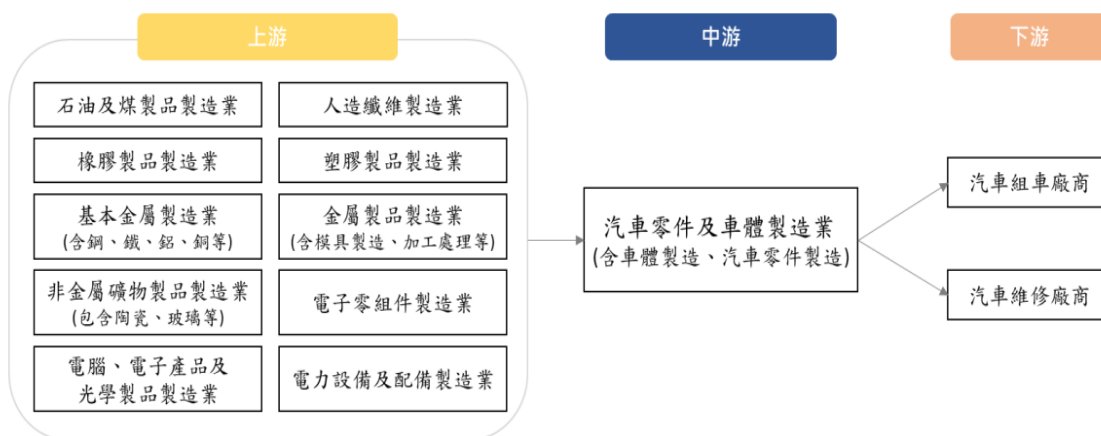 上游
中游
下游
石油及煤製品製造業
人造纖維製造業
橡膠製品製造業
塑膠製品製造業
基本金屬製造業
(含鋼、鐵、鋁、銅等)
金屬製品製造業
(含模具製造、加工處理等)
非金屬礦物製品製造業
(包含陶瓷、玻璃等)
電子零組件製造業
電腦、電子產品及
光學製品製造業
電力設備及配備製造業
汽車零件及車體製造業
(含車體製造、汽車零件製造)
汽車組車廠商
汽車維修廠商